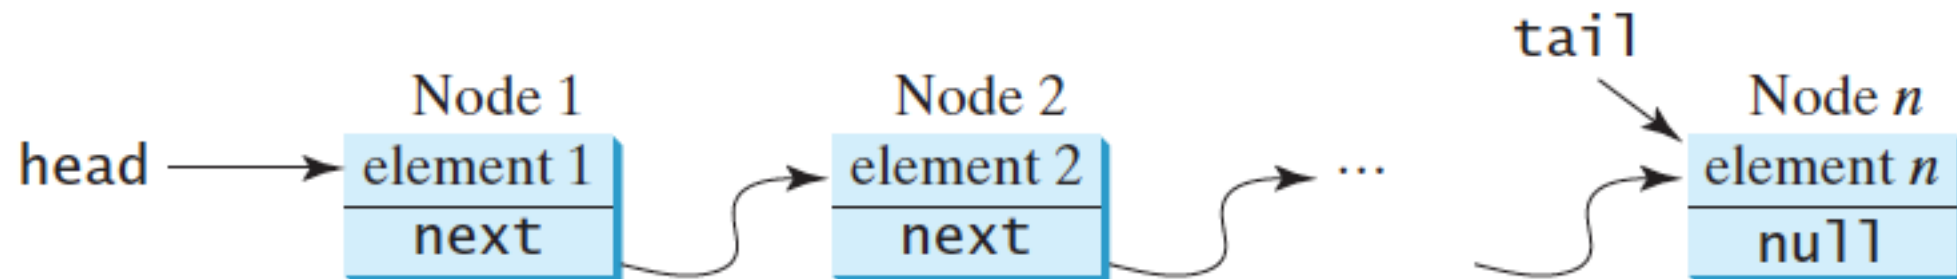 tail
Node 1 Node 2 Node n
head element 1 element 2 ... element n
next next null